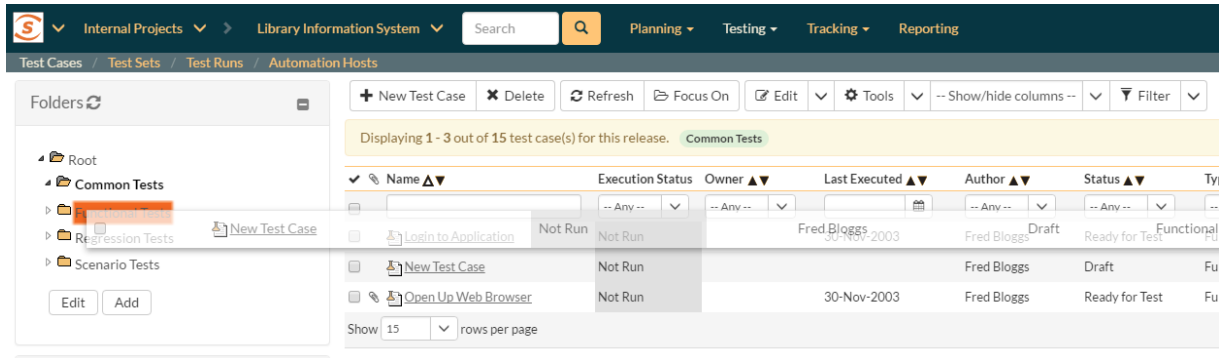 Internal Projects > Library Information System Search Planning Testing Tracking Reporting
Test Cases / Test Sets / Test Runs / Automation Hosts
Folders
Root
Common Tests
Functional Tests
Regression Tests
Scenario Tests
Edit Add
New Test Case Delete Refresh Focus On Edit Tools -- Show/hide columns -- Filter
Displaying 1 - 3 out of 15 test case(s) for this release. Common Tests
Name Execution Status Owner Last Executed Author Status Ty
-- Any -- -- Any -- -- Any -- -- Any -- --
New Test Case Not Run Fred Bloggs Draft Functional
Login to Application Not Run 30-Nov-2003 Fred Bloggs Ready for Test Fu
New Test Case Not Run Fred Bloggs Draft Fu
Open Up Web Browser Not Run 30-Nov-2003 Fred Bloggs Ready for Test Fu
Show 15 rows per page